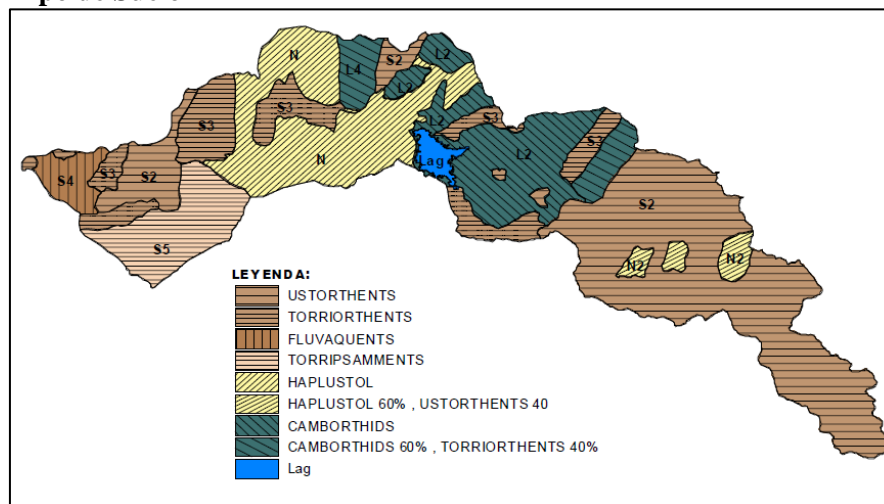 N
L4
S2
L2
L2
S3
L2
S3
S3
N
Lag
L2
S3
S4
S3
S2
S2
S5
N2
N2
LEYENDA:
USTORTHENTS
TORRIORTHENTS
FLUVAQUENTS
TORRIPSAMMENTS
HAPLUSTOL
HAPLUSTOL 60% , USTORTHENTS 40
CAMBORTHIDS
CAMBORTHIDS 60% , TORRIORTHENTS 40%
Lag